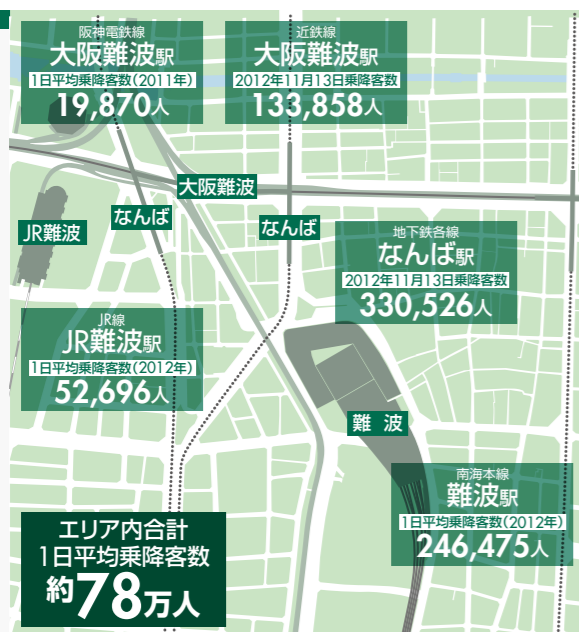 阪神電鉄線
大阪難波駅
1日平均乗降客数(2011年)
19,870人
近鉄線
大阪難波駅
2012年11月13日乗降客数
133,858人
大阪難波
なんば
なんば
JR難波
地下鉄各線
なんば駅
2012年11月13日乗降客数
330,526人
JR線
JR難波駅
1日平均乗降客数(2012年)
52,696人
難 波
南海本線
難波駅
1日平均乗降客数(2012年)
246,475人
エリア内合計
1日平均乗降客数
約78万人